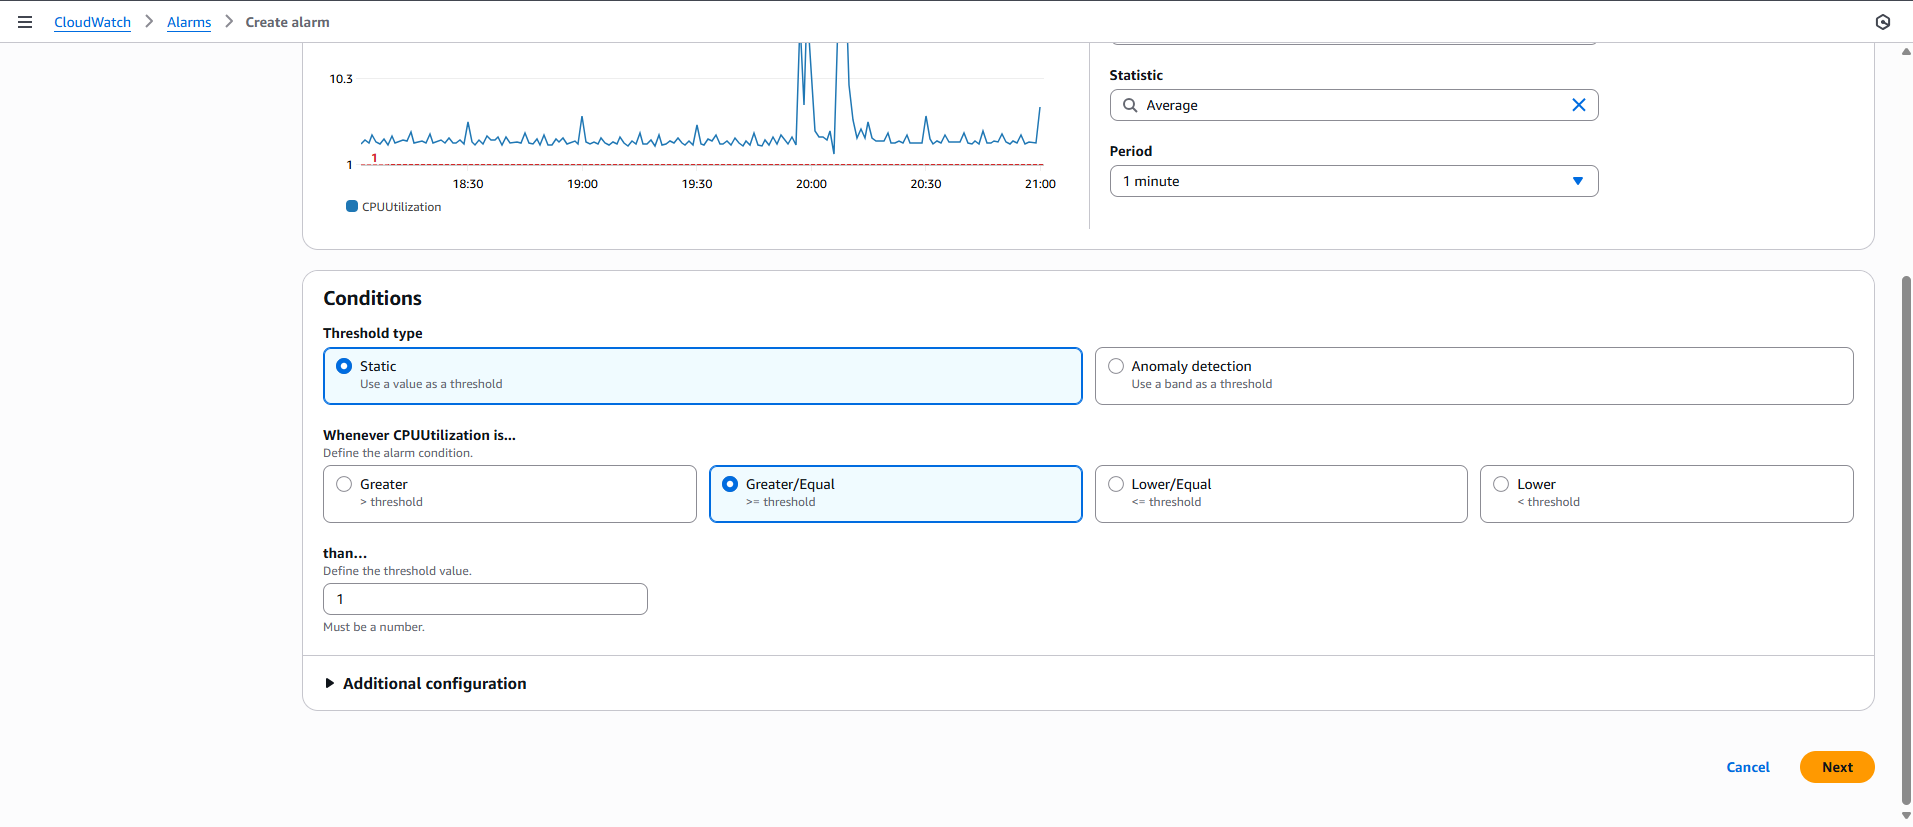 CloudWatch
Alarms
Create alarm
10.3
1
1
18:30
19:00
19:30
20:00
20:30
21:00
CPUUtilization
Statistic
Average
Period
1 minute
Conditions
Threshold type
Static
Use a value as a threshold
Anomaly detection
Use a band as a threshold
Whenever CPUUtilization is...
Define the alarm condition.
Greater
> threshold
Greater/Equal
>= threshold
Lower/Equal
<= threshold
Lower
< threshold
than...
Define the threshold value.
1
Must be a number.
Additional configuration
Cancel
Next